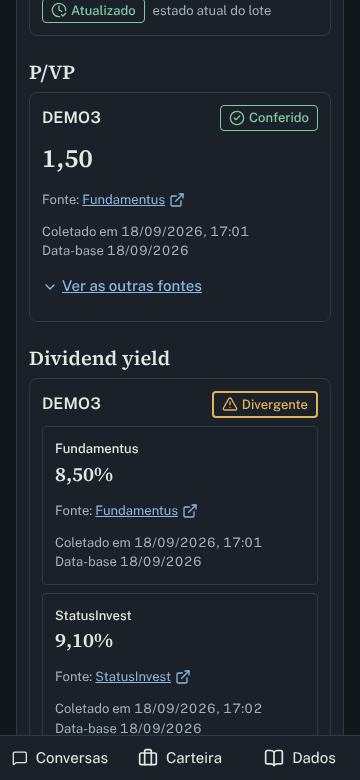 Atualizado estado atual do lote
P/VP
DEMO3 Conferido
1,50
Fonte: Fundamentus
Coletado em 18/09/2026, 17:01
Data-base 18/09/2026
Ver as outras fontes
Dividend yield
DEMO3 Divergente
Fundamentus
8,50%
Fonte: Fundamentus
Coletado em 18/09/2026, 17:01
Data-base 18/09/2026
StatusInvest
9,10%
Fonte: StatusInvest
Coletado em 18/09/2026, 17:02
Data-base 18/09/2026
Conversas Carteira Dados